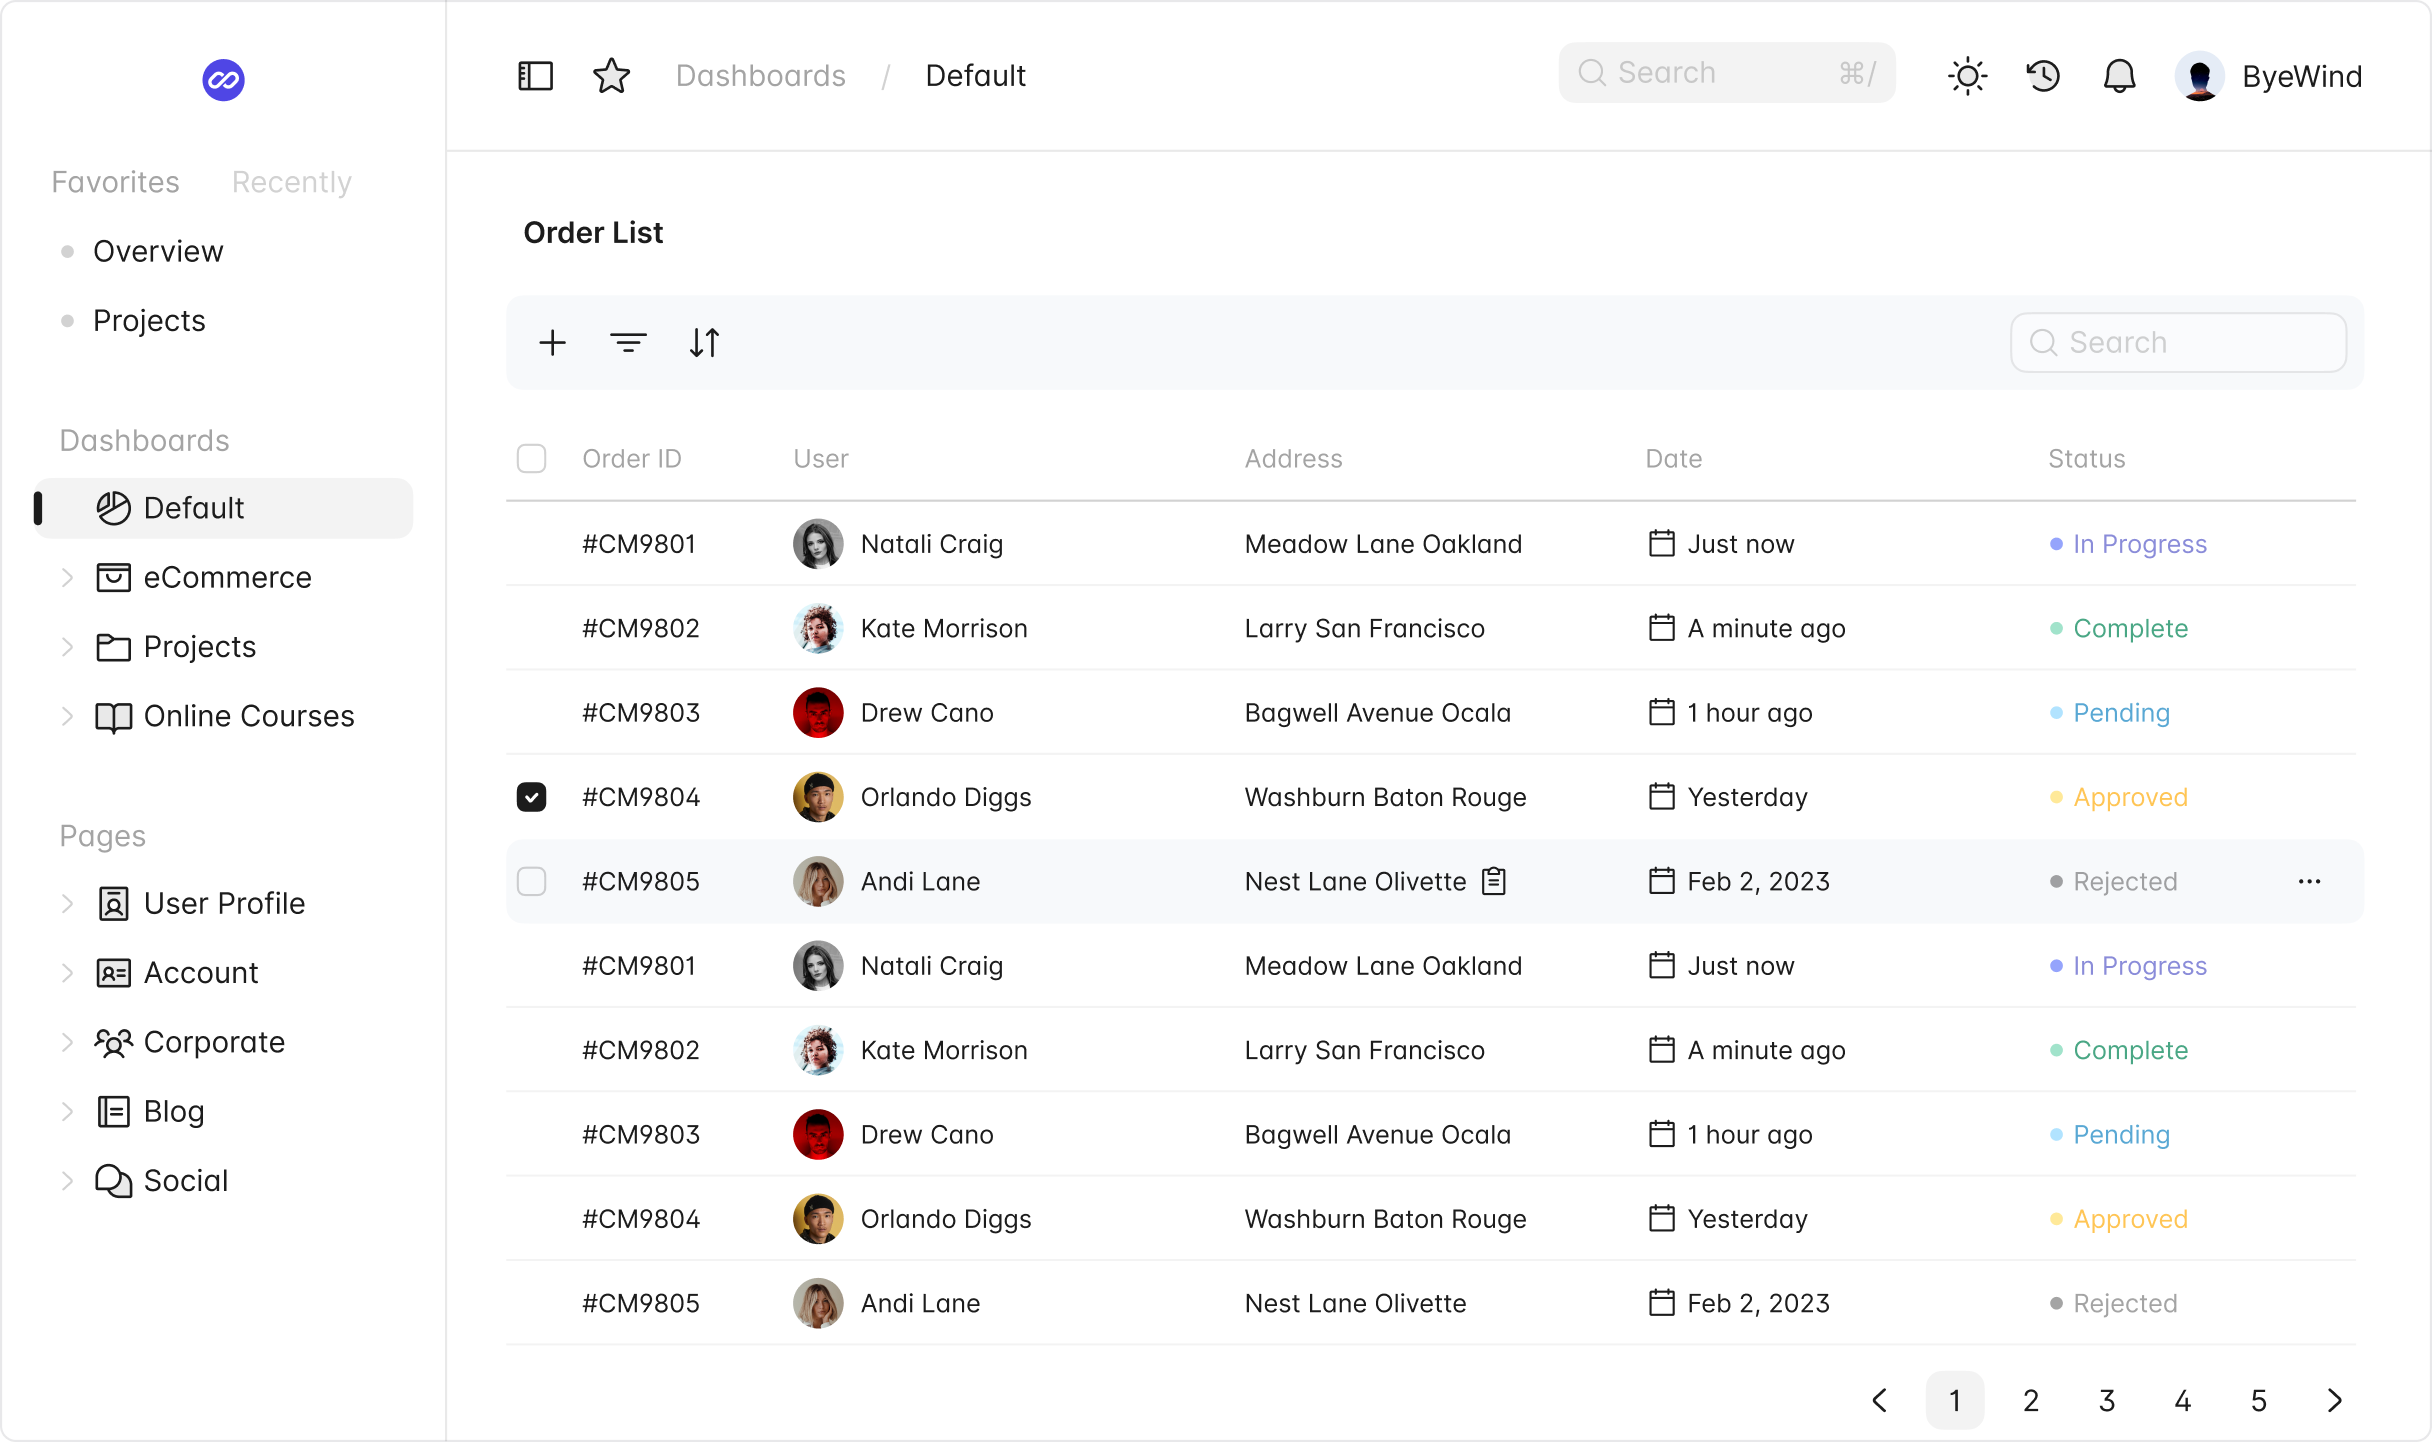 Favorites Recently
Overview
Projects
Dashboards
Default
eCommerce
Projects
Online Courses
Pages
User Profile
Account
Corporate
Blog
Social
Dashboards / Default
Search ⌘/
ByeWind
Order List
Search
Order ID User Address Date Status
#CM9801 Natali Craig Meadow Lane Oakland Just now In Progress
#CM9802 Kate Morrison Larry San Francisco A minute ago Complete
#CM9803 Drew Cano Bagwell Avenue Ocala 1 hour ago Pending
#CM9804 Orlando Diggs Washburn Baton Rouge Yesterday Approved
#CM9805 Andi Lane Nest Lane Olivette Feb 2, 2023 Rejected
#CM9801 Natali Craig Meadow Lane Oakland Just now In Progress
#CM9802 Kate Morrison Larry San Francisco A minute ago Complete
#CM9803 Drew Cano Bagwell Avenue Ocala 1 hour ago Pending
#CM9804 Orlando Diggs Washburn Baton Rouge Yesterday Approved
#CM9805 Andi Lane Nest Lane Olivette Feb 2, 2023 Rejected
1 2 3 4 5